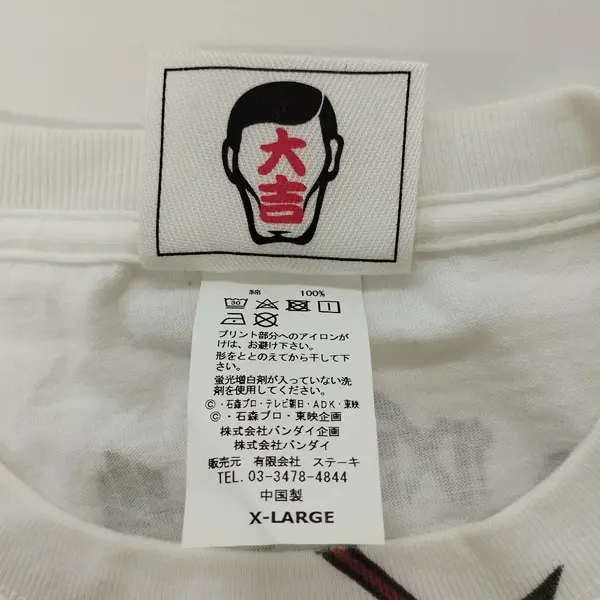 大
吉
綿 100%
30
プリント部分へのアイロンが
けは、お避け下さい。
形をととのえてから干して下
さい。
蛍光増白剤が入っていない洗
剤を使用してください。
©・石森プロ・テレビ朝日・ADK・東映
©・石森プロ・東映企画
株式会社バンダイ企画
株式会社バンダイ
販売元 有限会社 ステーキ
TEL. 03-3478-4844
中国製
X-LARGE